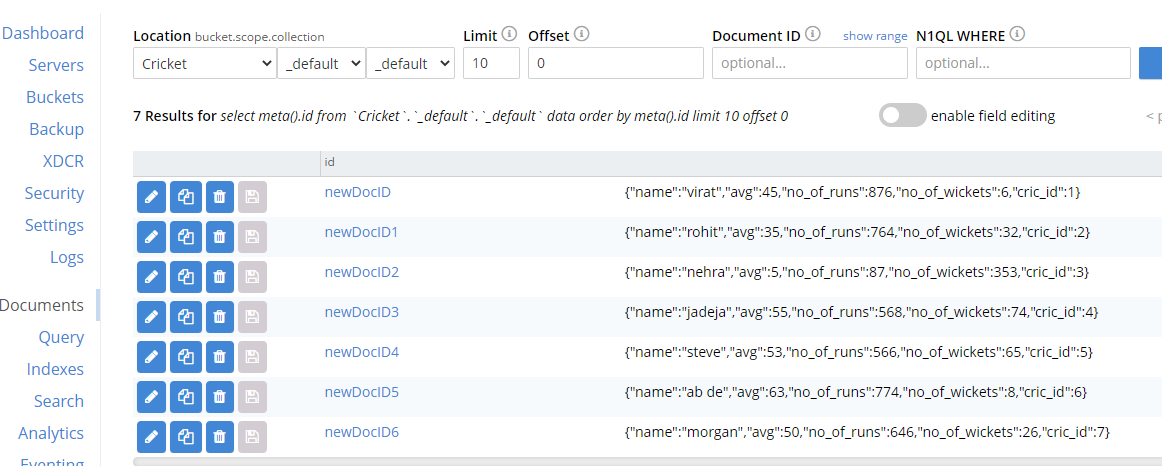 Dashboard
Servers
Buckets
Backup
XDCR
Security
Settings
Logs
Documents
Query
Indexes
Search
Analytics
Eventing
Location bucket.scope.collection
Limit
Offset
Document ID
show range
N1QL WHERE
Cricket
_default
_default
10
0
optional...
optional...
7 Results for select meta().id from `Cricket`.`_default`.`_default` data order by meta().id limit 10 offset 0
enable field editing
< p
id
newDocID {"name":"virat","avg":45,"no_of_runs":876,"no_of_wickets":6,"cric_id":1}
newDocID1 {"name":"rohit","avg":35,"no_of_runs":764,"no_of_wickets":32,"cric_id":2}
newDocID2 {"name":"nehra","avg":5,"no_of_runs":87,"no_of_wickets":353,"cric_id":3}
newDocID3 {"name":"jadeja","avg":55,"no_of_runs":568,"no_of_wickets":74,"cric_id":4}
newDocID4 {"name":"steve","avg":53,"no_of_runs":566,"no_of_wickets":65,"cric_id":5}
newDocID5 {"name":"ab de","avg":63,"no_of_runs":774,"no_of_wickets":8,"cric_id":6}
newDocID6 {"name":"morgan","avg":50,"no_of_runs":646,"no_of_wickets":26,"cric_id":7}